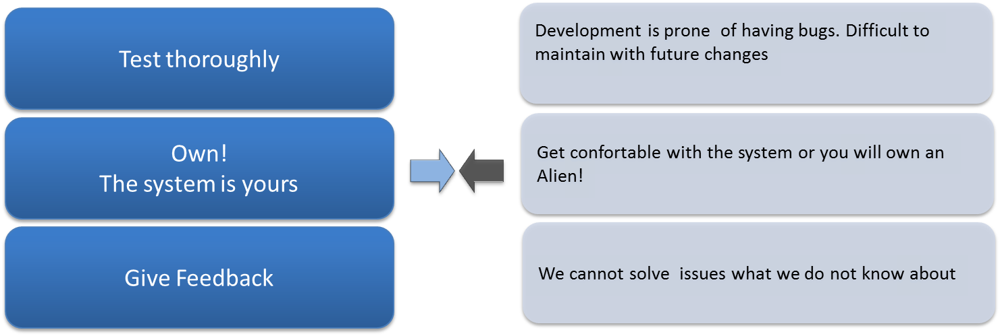 Test thoroughly
Development is prone  of having bugs. Difficult to
maintain with future changes
Own!
The system is yours
Get confortable with the system or you will own an
Alien!
Give Feedback
We cannot solve  issues what we do not know about